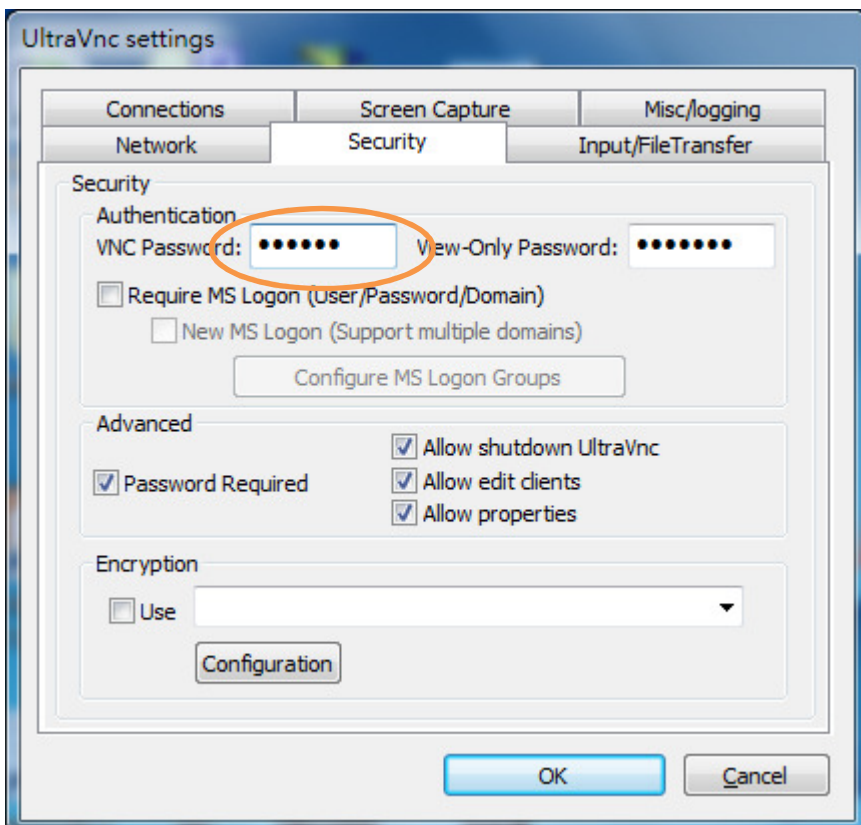 UltraVnc settings
Connections Screen Capture Misc/logging
Network Security Input/FileTransfer
Security
Authentication
VNC Password: •••••• View-Only Password: •••••••
Require MS Logon (User/Password/Domain)
New MS Logon (Support multiple domains)
Configure MS Logon Groups
Advanced
Allow shutdown UltraVnc
Password Required Allow edit clients
Allow properties
Encryption
Use
Configuration
OK Cancel